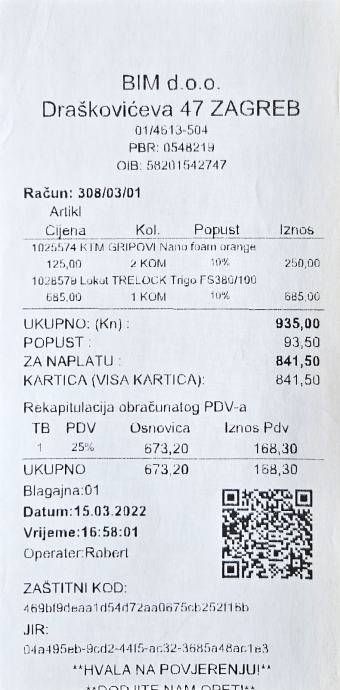 BIM d.o.o.
Draškovićeva 47 ZAGREB
01/4613-504
PBR: 0548219
OIB: 58201542747
Račun: 308/03/01
Artikl
Cijena Kol. Popust Iznos
1025574 KTM GRIPOVI Nano foam orange
125,00 2 KOM 10% 250,00
1028579 Lokot TRELOCK Trigo FS380/100
685,00 1 KOM 10% 685,00
UKUPNO: (Kn) : 935,00
POPUST : 93,50
ZA NAPLATU : 841,50
KARTICA (VISA KARTICA): 841,50
Rekapitulacija obračunatog PDV-a
TB PDV Osnovica Iznos Pdv
1 25% 673,20 168,30
UKUPNO 673,20 168,30
Blagajna:01
Datum:15.03.2022
Vrijeme:16:58:01
Operater:Robert
ZAŠTITNI KOD:
469bf9deaa1d54d72aa0675cb252f16b
JIR:
04a495eb-9cd2-44f5-ac32-3685a48ac1e3
**HVALA NA POVJERENJU!**
**DODJITE NAM OPET!**